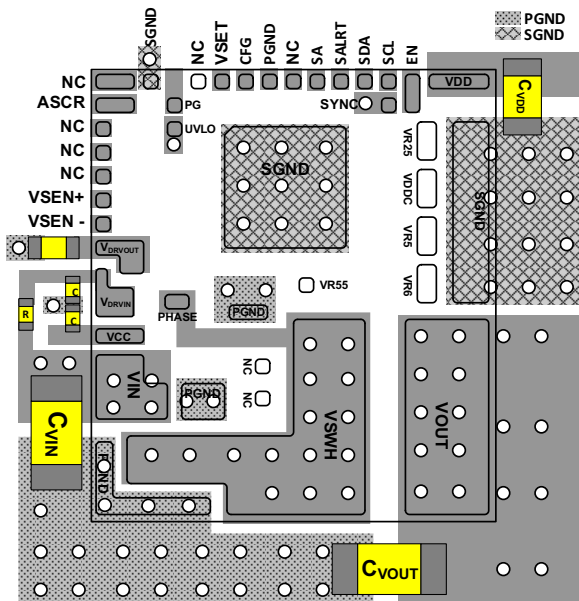 PGND
SGND
SGND
NC
VSET
CFG
PGND
NC
SA
SALRT
SDA
SCL
EN
VDD
CVDD
NC
ASCR
PG
SYNC
NC
UVLO
VR25
NC
SGND
NC
VDDC
SGND
VSEN+
VSEN -
VR5
VDRVOUT
VR55
VR6
C
VDRVIN
R
C
PHASE
PGND
VCC
VIN
PGND
NC
NC
CVIN
VSWH
VOUT
PGND
CVOUT